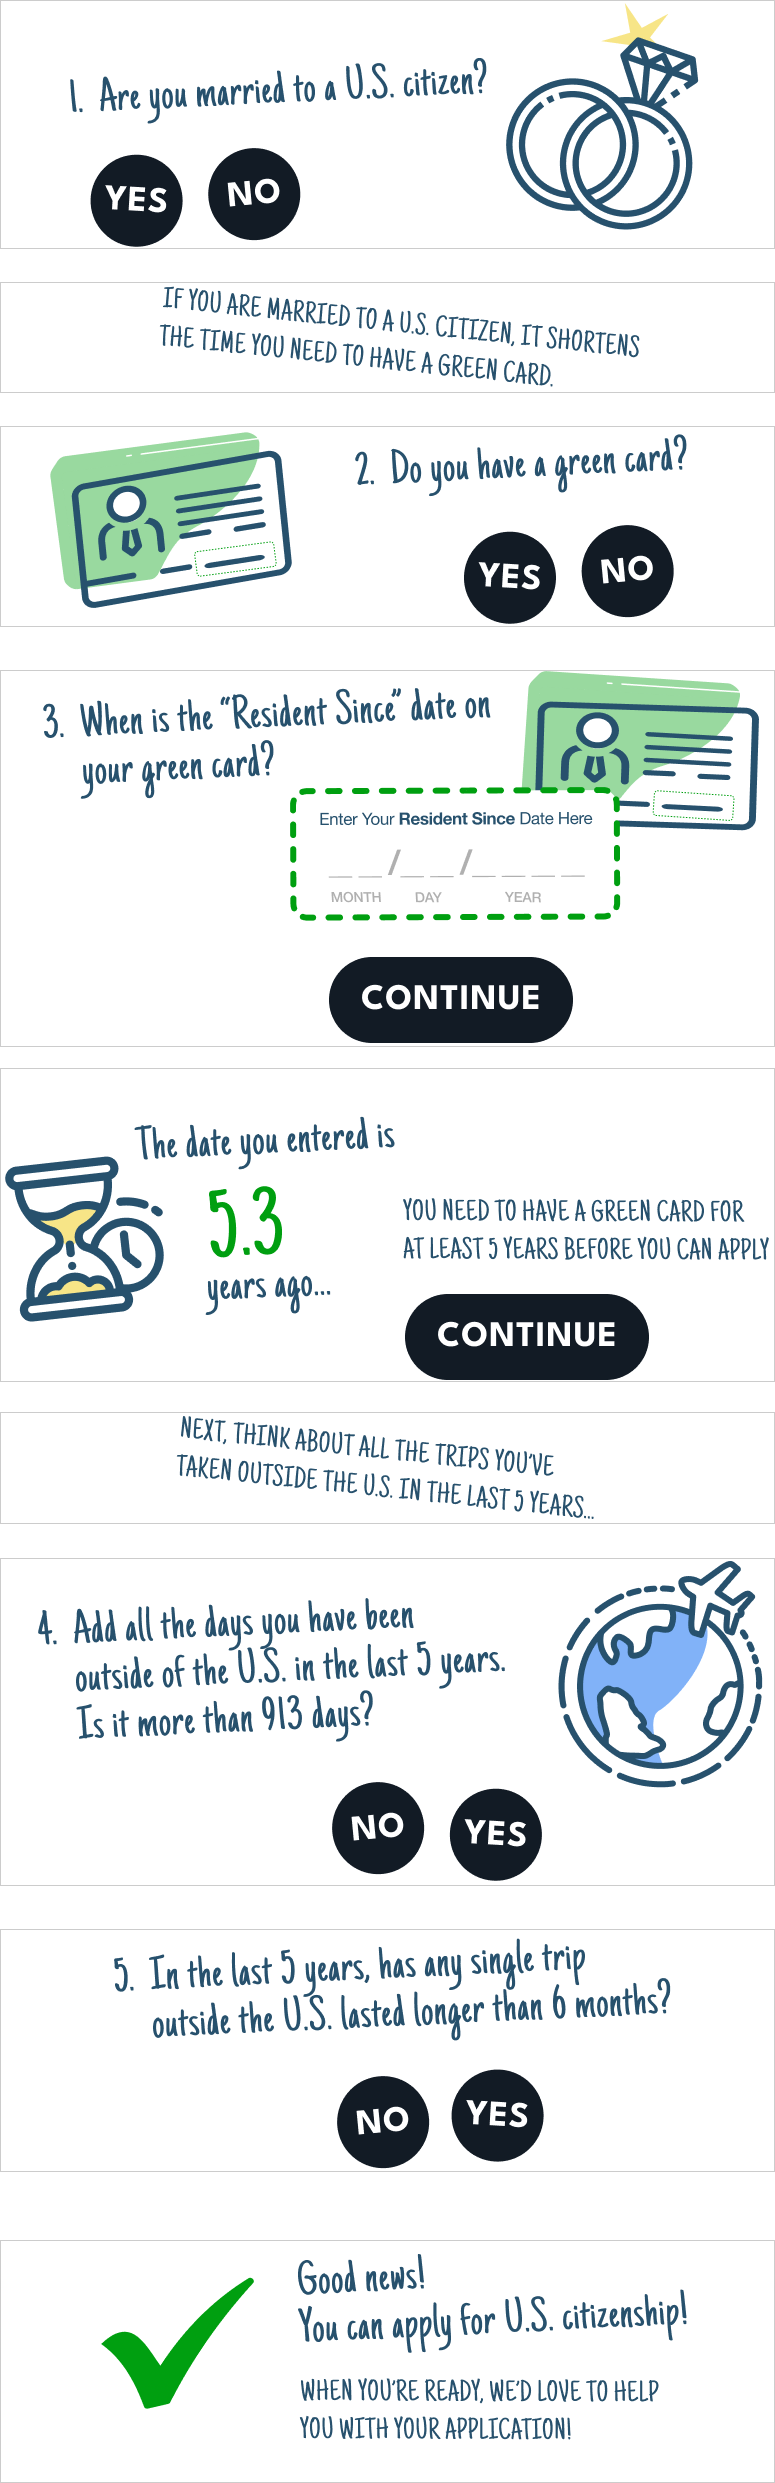 1. Are you married to a U.S. citizen?
YES NO
IF YOU ARE MARRIED TO A U.S. CITIZEN, IT SHORTENS
THE TIME YOU NEED TO HAVE A GREEN CARD.
2. Do you have a green card?
YES NO
3. When is the “Resident Since” date on
your green card?
Enter Your Resident Since Date Here
__ __ / __ __ / __ __ __ __
MONTH DAY YEAR
CONTINUE
The date you entered is
5.3
years ago...
YOU NEED TO HAVE A GREEN CARD FOR
AT LEAST 5 YEARS BEFORE YOU CAN APPLY
CONTINUE
NEXT, THINK ABOUT ALL THE TRIPS YOU'VE
TAKEN OUTSIDE THE U.S. IN THE LAST 5 YEARS...
4. Add all the days you have been
outside of the U.S. in the last 5 years.
Is it more than 913 days?
NO YES
5. In the last 5 years, has any single trip
outside the U.S. lasted longer than 6 months?
NO YES
Good news!
You can apply for U.S. citizenship!
WHEN YOU'RE READY, WE'D LOVE TO HELP
YOU WITH YOUR APPLICATION!